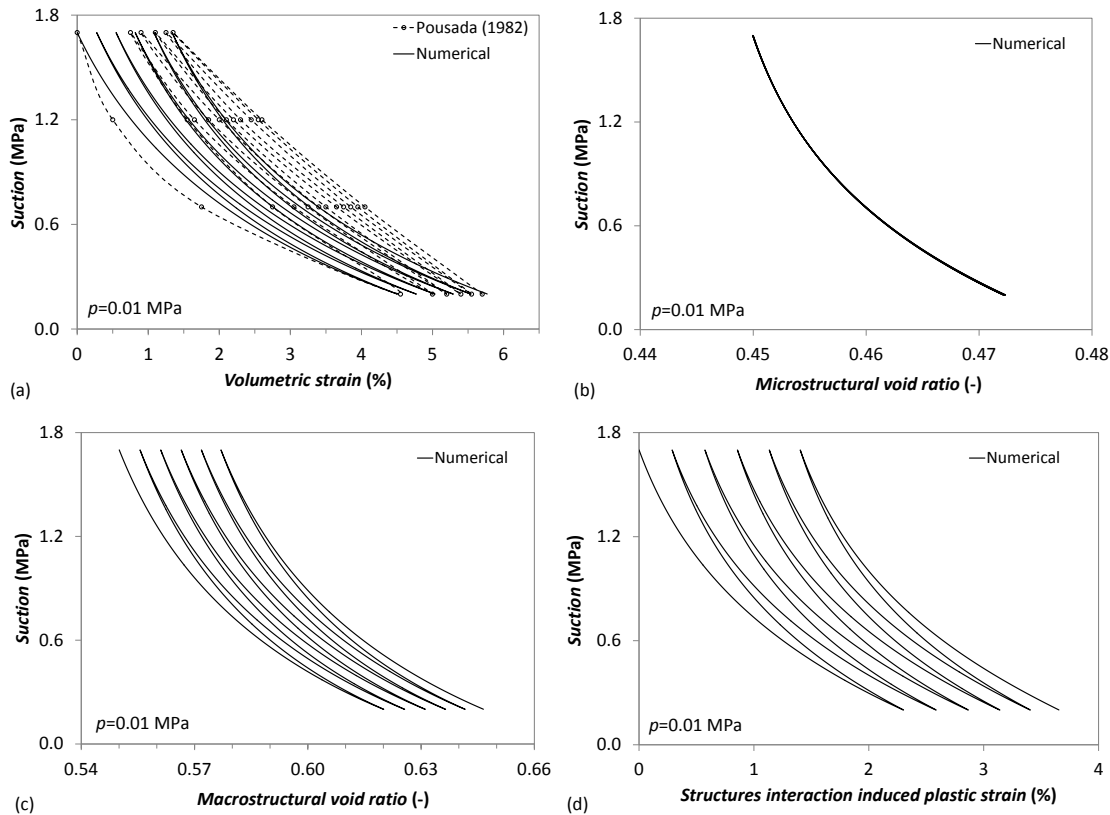 1.8
1.2
0.6
0.0
Suction (MPa)
Pousada (1982)
Numerical
p=0.01 MPa
0 1 2 3 4 5 6
Volumetric strain (%)
(a)
1.8
1.2
0.6
0.0
Suction (MPa)
Numerical
p=0.01 MPa
0.44 0.45 0.46 0.47 0.48
Microstructural void ratio (-)
(b)
1.8
1.2
0.6
0.0
Suction (MPa)
Numerical
p=0.01 MPa
0.54 0.57 0.60 0.63 0.66
Macrostructural void ratio (-)
(c)
1.8
1.2
0.6
0.0
Suction (MPa)
Numerical
p=0.01 MPa
0 1 2 3 4
Structures interaction induced plastic strain (%)
(d)